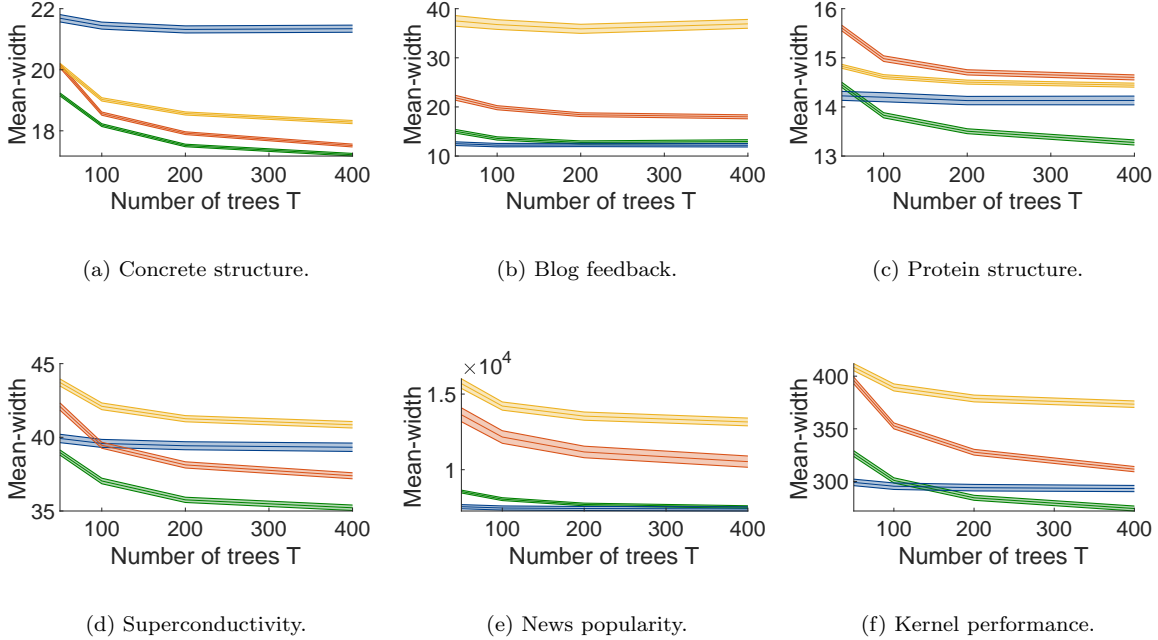 22
20
18
Mean-width
100 200 300 400
Number of trees T
(a) Concrete structure.
40
30
20
10
Mean-width
100 200 300 400
Number of trees T
(b) Blog feedback.
16
15
14
13
Mean-width
100 200 300 400
Number of trees T
(c) Protein structure.
45
40
35
Mean-width
100 200 300 400
Number of trees T
(d) Superconductivity.
×10⁴
1.5
1
Mean-width
100 200 300 400
Number of trees T
(e) News popularity.
400
350
300
Mean-width
100 200 300 400
Number of trees T
(f) Kernel performance.